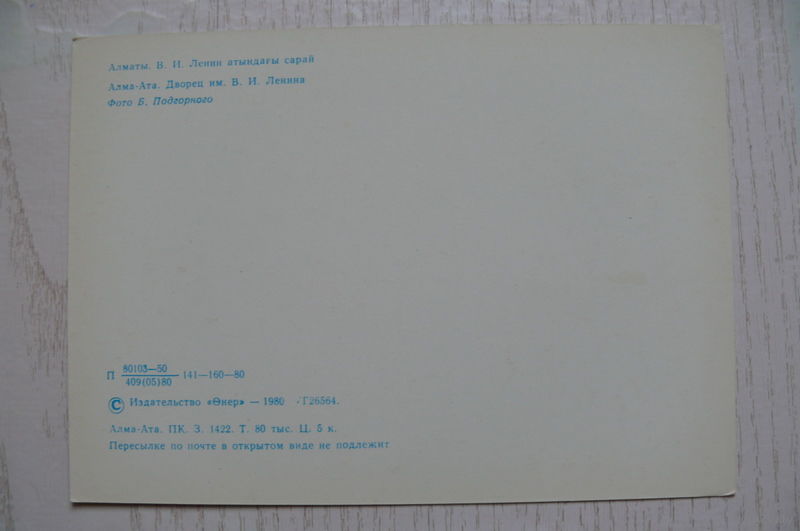 Алматы. В. И. Ленин атындағы сарай
Алма-Ата. Дворец им. В. И. Ленина
Фото Б. Подгорного
П 80103—50
409(05)80 141—160—80
© Издательство «Өнер» — 1980 · Г26564.
Алма-Ата. ПК. З. 1422. Т. 80 тыс. Ц. 5 к.
Пересылке по почте в открытом виде не подлежит